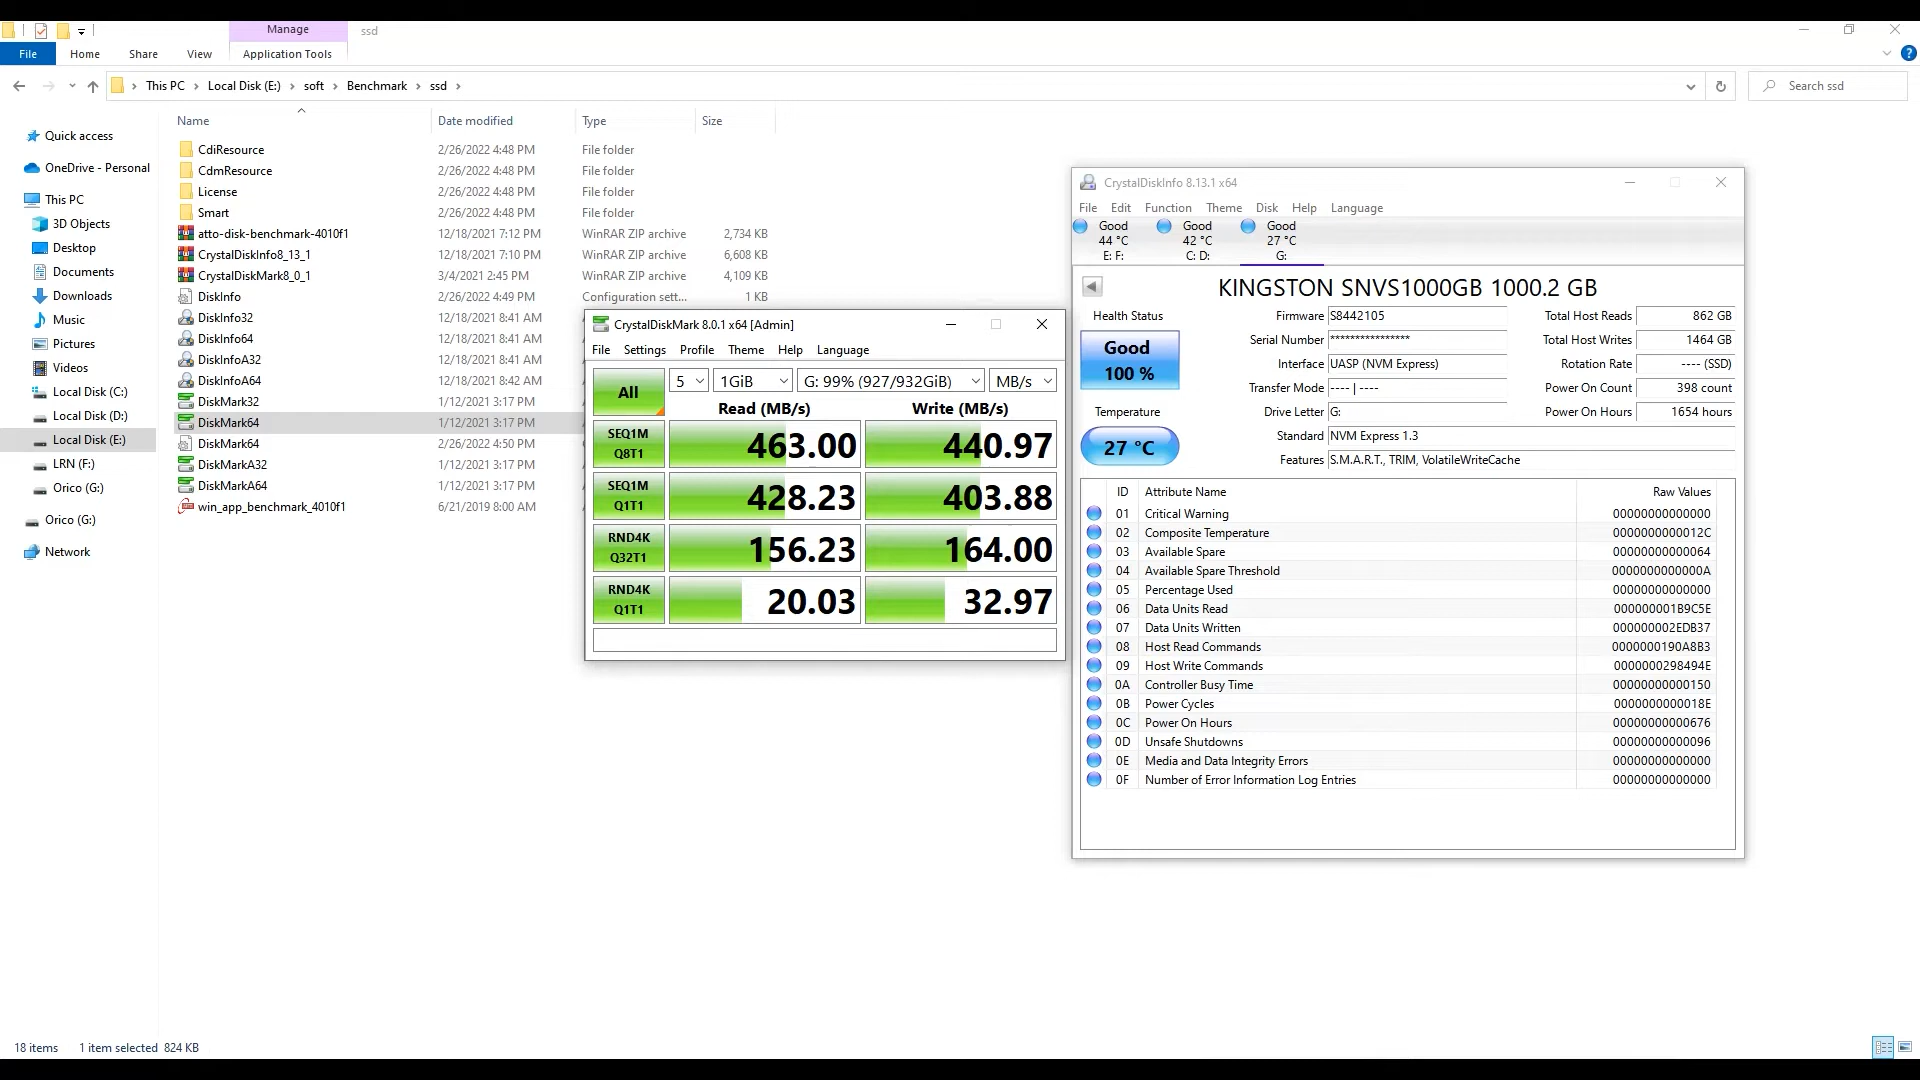 Manage
ssd
File
Home
Share
View
Application Tools
This PC
Local Disk (E:)
soft
Benchmark
ssd
Search ssd
Name
Date modified
Type
Size
Quick access
OneDrive - Personal
This PC
3D Objects
Desktop
Documents
Downloads
Music
Pictures
Videos
Local Disk (C:)
Local Disk (D:)
Local Disk (E:)
LRN (F:)
Orico (G:)
Orico (G:)
Network
CdiResource 2/26/2022 4:48 PM File folder
CdmResource 2/26/2022 4:48 PM File folder
License 2/26/2022 4:48 PM File folder
Smart 2/26/2022 4:48 PM File folder
atto-disk-benchmark-4010f1 12/18/2021 7:12 PM WinRAR ZIP archive 2,734 KB
CrystalDiskInfo8_13_1 12/18/2021 7:10 PM WinRAR ZIP archive 6,608 KB
CrystalDiskMark8_0_1 3/4/2021 2:45 PM WinRAR ZIP archive 4,109 KB
DiskInfo 2/26/2022 4:49 PM Configuration sett... 1 KB
DiskInfo32 12/18/2021 8:41 AM
DiskInfo64 12/18/2021 8:41 AM
DiskInfoA32 12/18/2021 8:41 AM
DiskInfoA64 12/18/2021 8:42 AM
DiskMark32 1/12/2021 3:17 PM
DiskMark64 1/12/2021 3:17 PM
DiskMark64 2/26/2022 4:50 PM
DiskMarkA32 1/12/2021 3:17 PM
DiskMarkA64 1/12/2021 3:17 PM
win_app_benchmark_4010f1 6/21/2019 8:00 AM
CrystalDiskMark 8.0.1 x64 [Admin]
File Settings Profile Theme Help Language
All 5 1GiB G: 99% (927/932GiB) MB/s
Read (MB/s) Write (MB/s)
SEQ1M
Q8T1
463.00 440.97
SEQ1M
Q1T1
428.23 403.88
RND4K
Q32T1
156.23 164.00
RND4K
Q1T1
20.03 32.97
CrystalDiskInfo 8.13.1 x64
File Edit Function Theme Disk Help Language
Good Good Good
44 °C 42 °C 27 °C
E: F: C: D: G:
KINGSTON SNVS1000GB 1000.2 GB
Health Status
Good
100 %
Temperature
27 °C
Firmware S8442105
Serial Number ****************
Interface UASP (NVM Express)
Transfer Mode ---- | ----
Drive Letter G:
Standard NVM Express 1.3
Features S.M.A.R.T., TRIM, VolatileWriteCache
Total Host Reads 862 GB
Total Host Writes 1464 GB
Rotation Rate ---- (SSD)
Power On Count 398 count
Power On Hours 1654 hours
ID Attribute Name Raw Values
01 Critical Warning 00000000000000
02 Composite Temperature 0000000000012C
03 Available Spare 00000000000064
04 Available Spare Threshold 0000000000000A
05 Percentage Used 00000000000000
06 Data Units Read 000000001B9C5E
07 Data Units Written 000000002EDB37
08 Host Read Commands 0000000190A8B3
09 Host Write Commands 0000000298494E
0A Controller Busy Time 00000000000150
0B Power Cycles 0000000000018E
0C Power On Hours 00000000000676
0D Unsafe Shutdowns 00000000000096
0E Media and Data Integrity Errors 00000000000000
0F Number of Error Information Log Entries 00000000000000
18 items 1 item selected 824 KB